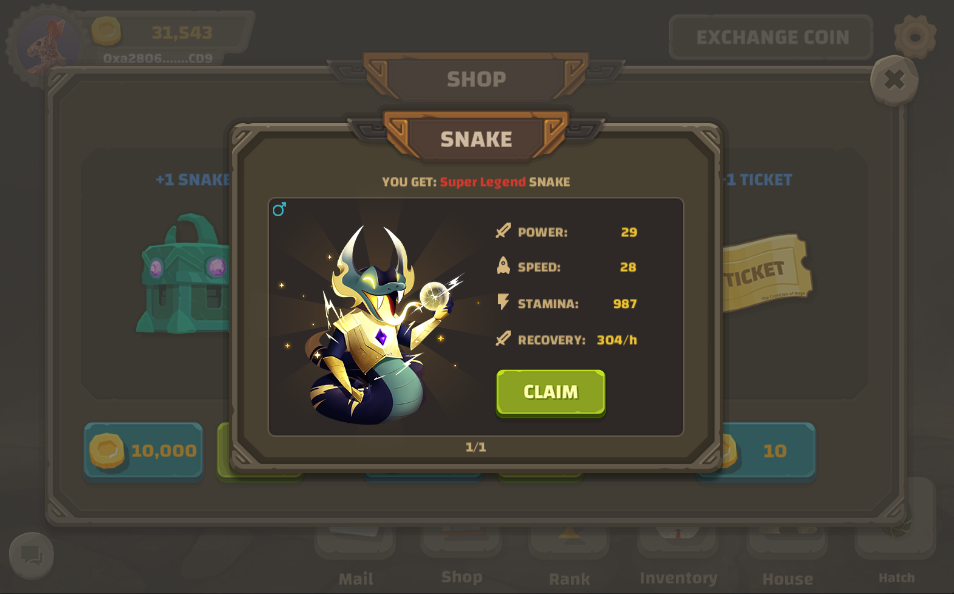 31,543
0xa2806.......CD9
EXCHANGE COIN
SHOP
SNAKE
YOU GET: Super Legend SNAKE
+1 SNAKE
-1 TICKET
POWER: 29
SPEED: 28
TICKET
STAMINA: 987
RECOVERY: 304/h
CLAIM
10,000
1/1
10
Mail
Shop
Rank
Inventory
House
Hatch